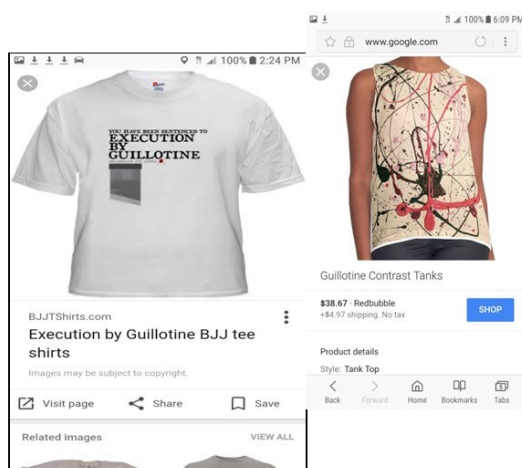 100% 2:24 PM
YOU HAVE BEEN SENTENCED TO
EXECUTION
BY
GUILLOTINE
BJJTShirts.com
Execution by Guillotine BJJ tee
shirts
Images may be subject to copyright.
Visit page
Share
Save
Related images
VIEW ALL
100% 6:09 PM
www.google.com
Guillotine Contrast Tanks
$38.67 · Redbubble
+$4.97 shipping. No tax
SHOP
Product details
Style: Tank Top
Back
Forward
Home
Bookmarks
Tabs